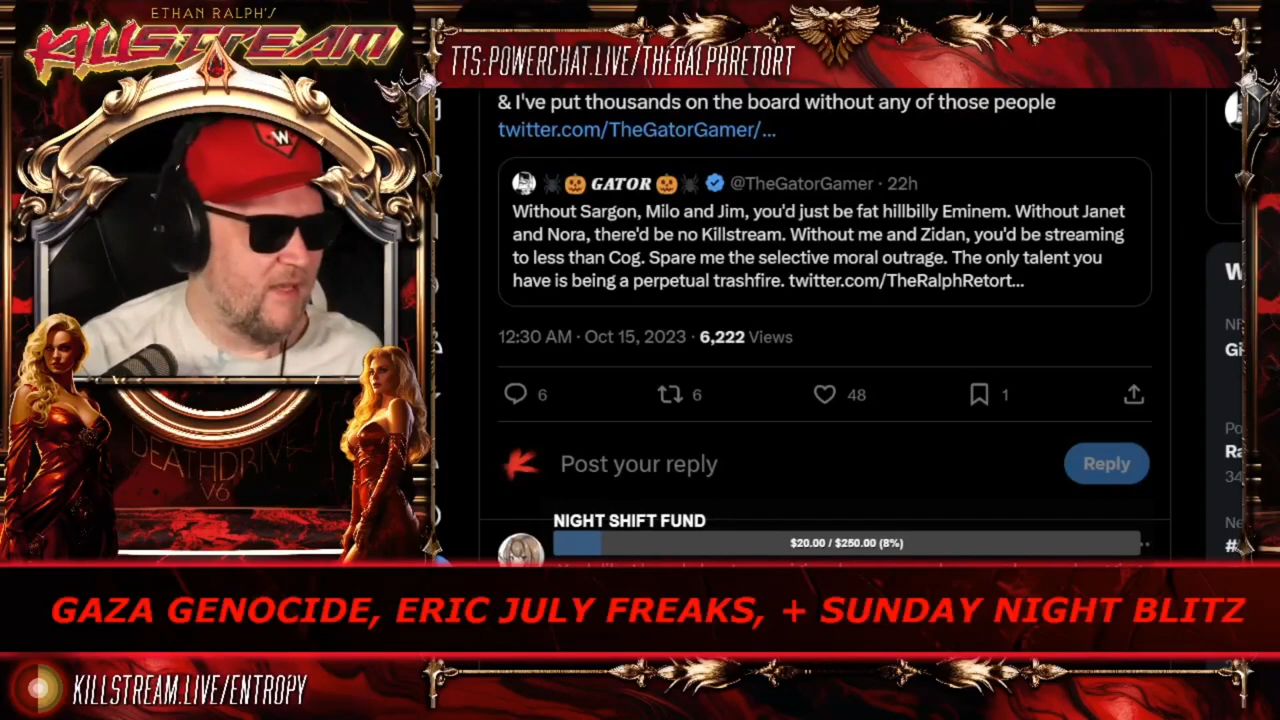 ETHAN RALPH'S
KILLSTREAM
TTS:POWERCHAT.LIVE/THERALPHRETORT
& I've put thousands on the board without any of those people
twitter.com/TheGatorGamer/...
GATOR @TheGatorGamer · 22h
Without Sargon, Milo and Jim, you'd just be fat hillbilly Eminem. Without Janet
and Nora, there'd be no Killstream. Without me and Zidan, you'd be streaming
to less than Cog. Spare me the selective moral outrage. The only talent you
have is being a perpetual trashfire. twitter.com/TheRalphRetort...
12:30 AM · Oct 15, 2023 · 6,222 Views
6 6 48 1
Post your reply
Reply
NIGHT SHIFT FUND
$20.00 / $250.00 (8%)
W
DEATHDRIVE
V6
GAZA GENOCIDE, ERIC JULY FREAKS, + SUNDAY NIGHT BLITZ
KILLSTREAM.LIVE/ENTROPY